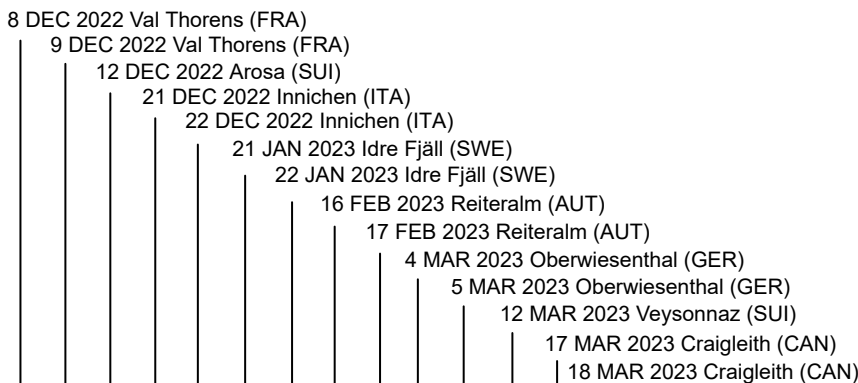 8 DEC 2022 Val Thorens (FRA)
9 DEC 2022 Val Thorens (FRA)
12 DEC 2022 Arosa (SUI)
21 DEC 2022 Innichen (ITA)
22 DEC 2022 Innichen (ITA)
21 JAN 2023 Idre Fjäll (SWE)
22 JAN 2023 Idre Fjäll (SWE)
16 FEB 2023 Reiteralm (AUT)
17 FEB 2023 Reiteralm (AUT)
4 MAR 2023 Oberwiesenthal (GER)
5 MAR 2023 Oberwiesenthal (GER)
12 MAR 2023 Veysonnaz (SUI)
17 MAR 2023 Craigleith (CAN)
18 MAR 2023 Craigleith (CAN)